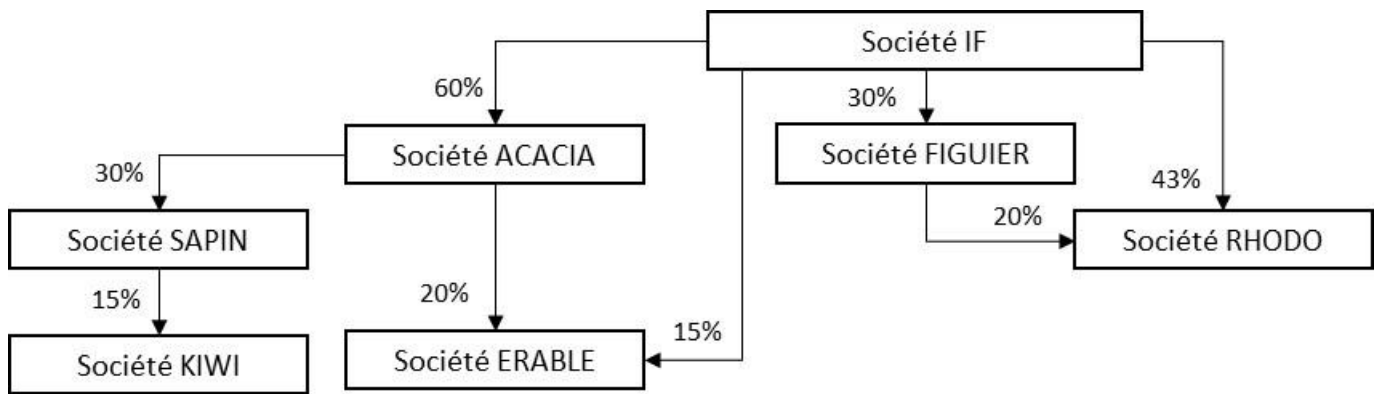 Société IF
60%
30%
Société ACACIA
Société FIGUIER
30%
43%
20%
Société SAPIN
Société RHODO
15%
20%
15%
Société KIWI
Société ERABLE